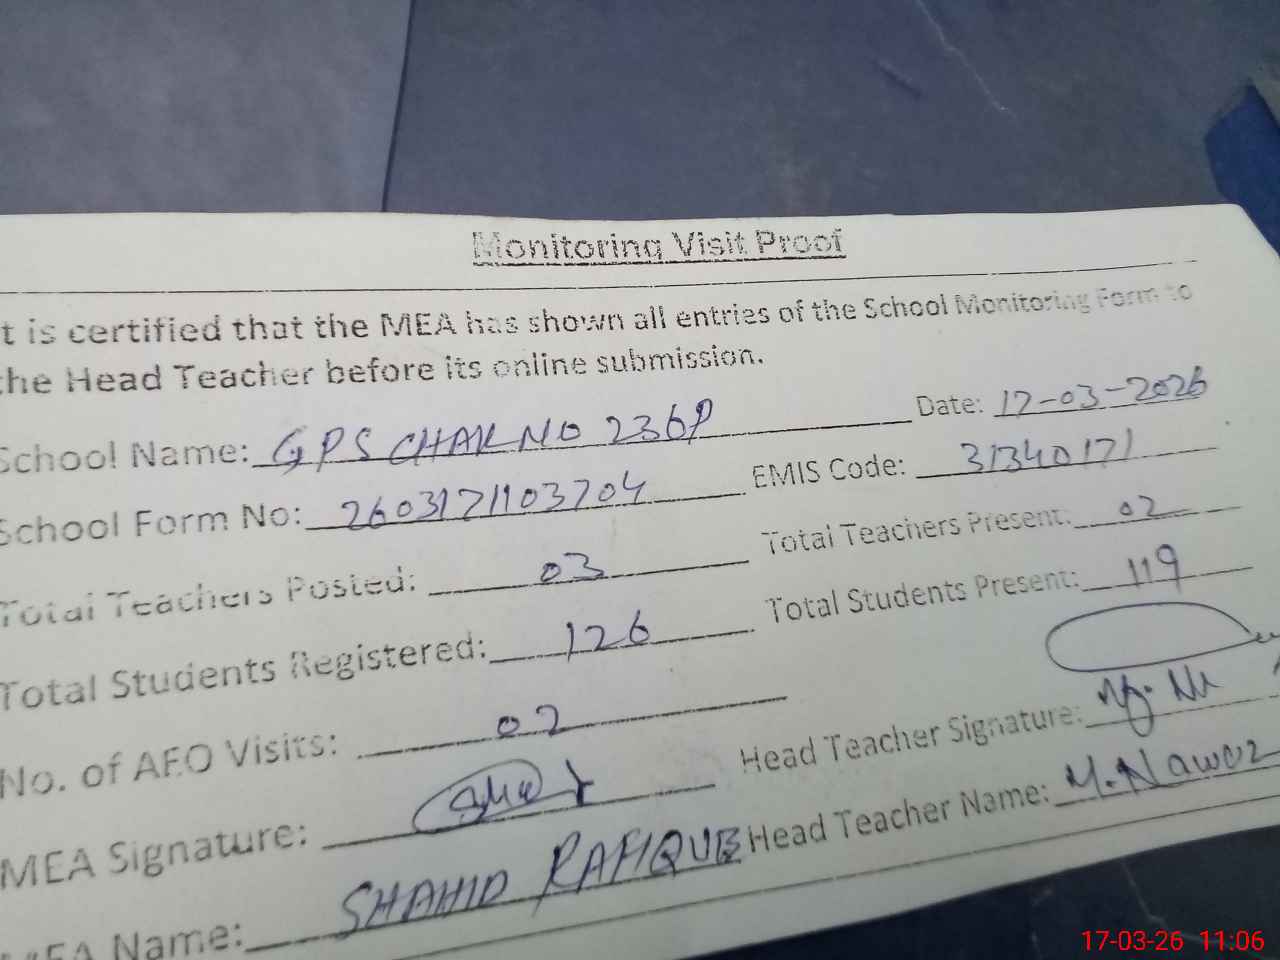 Monitoring Visit Proof
t is certified that the MEA has shown all entries of the School Monitoring Form to
the Head Teacher before its online submission.
School Name: GPS CHAK NO 236P Date: 17-03-2026
School Form No: 2603171103704 EMIS Code: 31340171
Total Teachers Posted: 03 Total Teachers Present: 02
Total Students Registered: 126 Total Students Present: 119
No. of AEO Visits: 02
MEA Signature: Head Teacher Signature:
MEA Name: SHAHID RAFIQUE Head Teacher Name: M. Nawaz
17-03-26 11:06